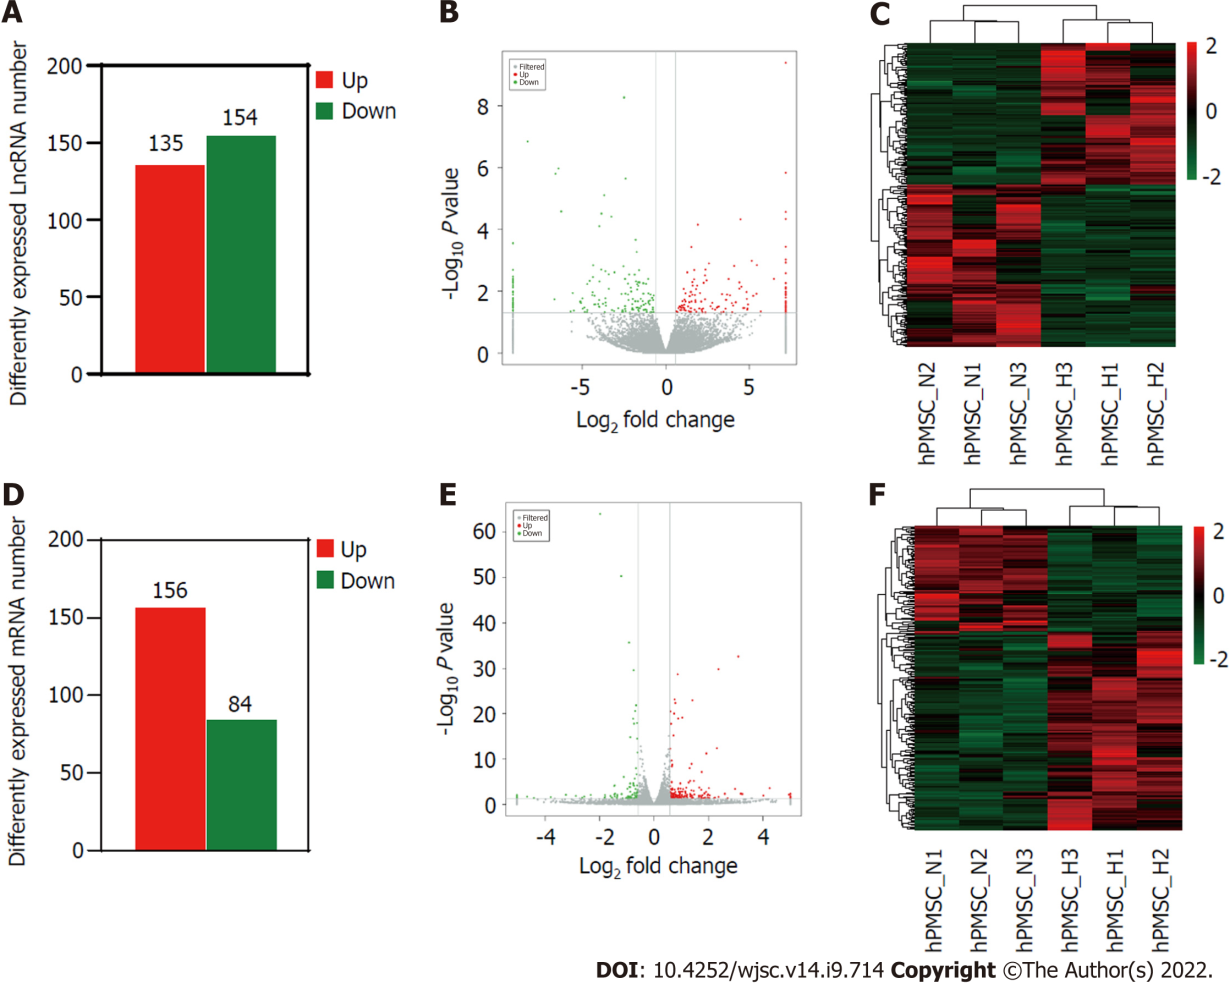 A
Differently expressed LncRNA number
200
150
100
50
0
135
154
Up
Down
B
-Log10 P value
8
6
4
2
0
Filtered
Up
Down
-5
0
5
Log2 fold change
C
2
0
-2
hPMSC_N2
hPMSC_N1
hPMSC_N3
hPMSC_H3
hPMSC_H1
hPMSC_H2
D
Differently expressed mRNA number
200
150
100
50
0
156
84
Up
Down
E
-Log10 P value
60
50
40
30
20
10
0
Filtered
Up
Down
-4
-2
0
2
4
Log2 fold change
F
2
0
-2
hPMSC_N1
hPMSC_N2
hPMSC_N3
hPMSC_H3
hPMSC_H1
hPMSC_H2
DOI: 10.4252/wjsc.v14.i9.714 Copyright ©The Author(s) 2022.